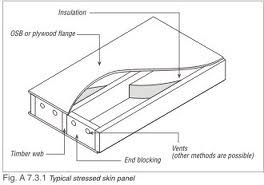 Insulation
OSB or plywood flange
Timber web
End blocking
Vents
(other methods are possible)
Fig. A 7.3.1 Typical stressed skin panel